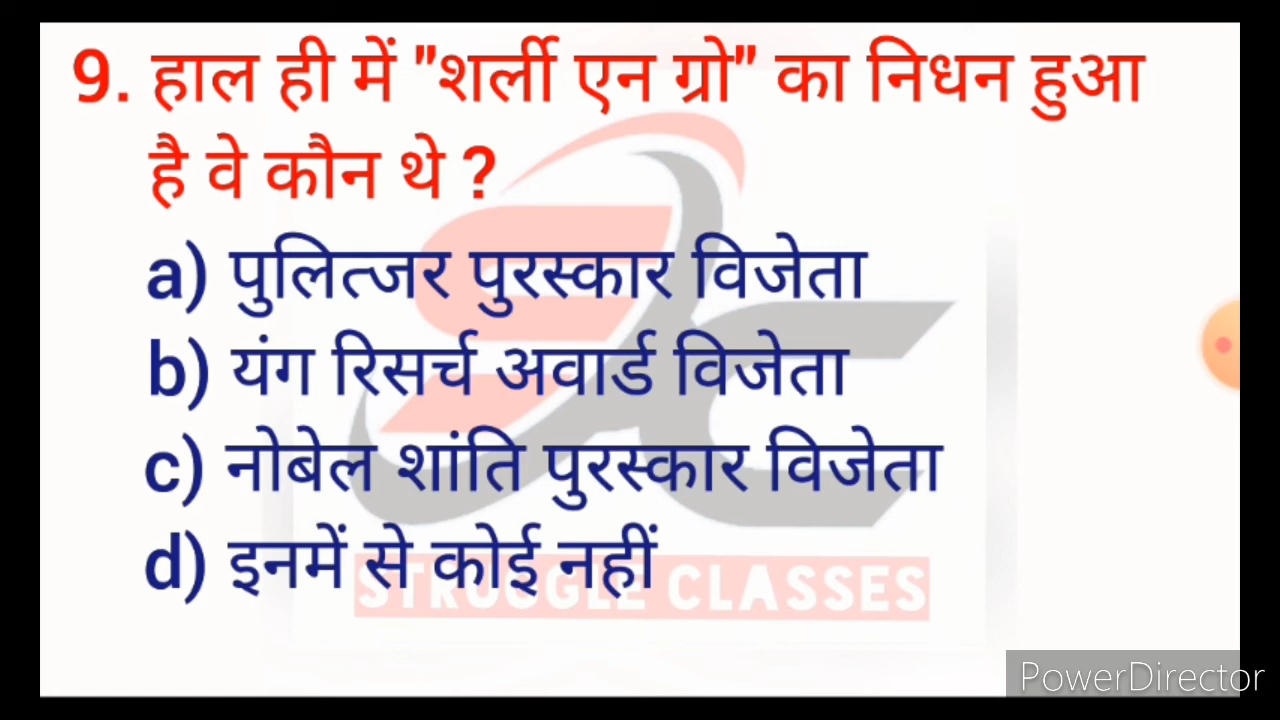 9. हाल ही में "शर्ली एन ग्रो" का निधन हुआ
है वे कौन थे ?
a) पुलित्जर पुरस्कार विजेता
b) यंग रिसर्च अवार्ड विजेता
c) नोबेल शांति पुरस्कार विजेता
d) इनमें से कोई नहीं
STRUGGLE CLASSES
PowerDirector